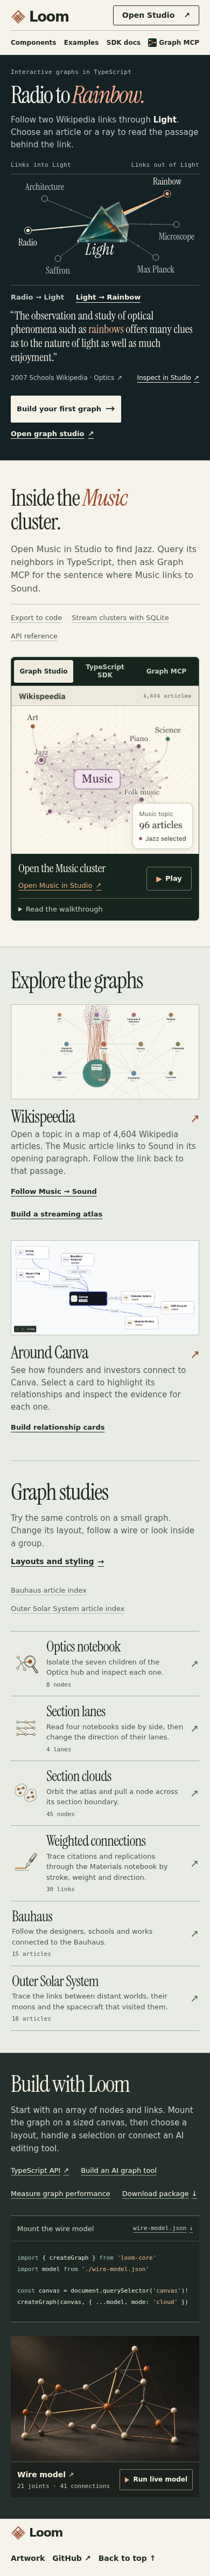 Loom
Open Studio ↗
Components Examples SDK docs Graph MCP
Interactive graphs in TypeScript
Radio to Rainbow.
Follow two Wikipedia links through Light.
Choose an article or a ray to read the passage
behind the link.
Links into Light Links out of Light
Architecture
Rainbow
Radio
Light
Microscope
Saffron
Max Planck
Radio → Light Light → Rainbow
“The observation and study of optical
phenomena such as rainbows offers many clues
as to the nature of light as well as much
enjoyment.”
2007 Schools Wikipedia · Optics ↗ Inspect in Studio ↗
Build your first graph →
Open graph studio ↗
Inside the Music
cluster.
Open Music in Studio to find Jazz. Query its
neighbors in TypeScript, then ask Graph
MCP for the sentence where Music links to
Sound.
Export to code Stream clusters with SQLite
API reference
Graph Studio TypeScript SDK Graph MCP
Wikispeedia 4,604 articles
Art
Science
Piano
Jazz
Music
Folk music
Music topic
96 articles
Jazz selected
Open the Music cluster
Open Music in Studio ↗
▶ Play
▶ Read the walkthrough
Explore the graphs
Wikispeedia ↗
Open a topic in a map of 4,604 Wikipedia
articles. The Music article links to Sound in its
opening paragraph. Follow the link back to
that passage.
Follow Music → Sound
Build a streaming atlas
Around Canva ↗
See how founders and investors connect to
Canva. Select a card to highlight its
relationships and inspect the evidence for
each one.
Build relationship cards
Graph studies
Try the same controls on a small graph.
Change its layout, follow a wire or look inside
a group.
Layouts and styling →
Bauhaus article index
Outer Solar System article index
Optics notebook
Isolate the seven children of the
Optics hub and inspect each one.
8 nodes
↗
Section lanes
Read four notebooks side by side, then
change the direction of their lanes.
4 lanes
↗
Section clouds
Orbit the atlas and pull a node across
its section boundary.
45 nodes
↗
Weighted connections
Trace citations and replications
through the Materials notebook by
stroke, weight and direction.
30 links
↗
Bauhaus
Follow the designers, schools and works
connected to the Bauhaus.
15 articles
↗
Outer Solar System
Trace the links between distant worlds, their
moons and the spacecraft that visited them.
16 articles
↗
Build with Loom
Start with an array of nodes and links. Mount
the graph on a sized canvas, then choose a
layout, handle a selection or connect an AI
editing tool.
TypeScript API ↗ Build an AI graph tool
Measure graph performance Download package ↓
Mount the wire model wire-model.json ↓
import { createGraph } from 'loom-core'
import model from './wire-model.json'
const canvas = document.querySelector('canvas')!
createGraph(canvas, { ...model, mode: 'cloud' })
Wire model ↗
21 joints · 41 connections
▶ Run live model
Loom
Artwork GitHub ↗ Back to top ↑